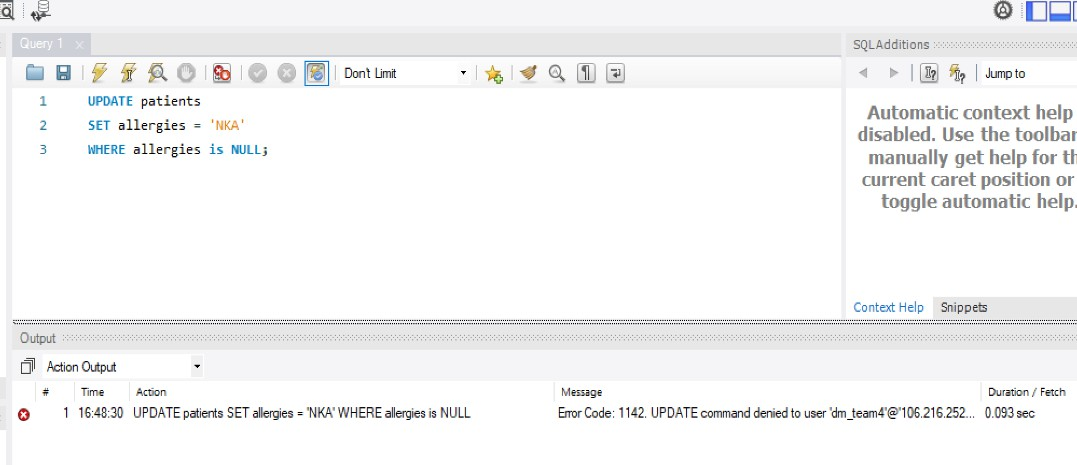 Query 1
SQLAdditions
Don't Limit
Jump to
1 UPDATE patients
2 SET allergies = 'NKA'
3 WHERE allergies is NULL;
Automatic context help
disabled. Use the toolbar
manually get help for
current caret position or
toggle automatic help.
Context Help Snippets
Output
Action Output
# Time Action Message Duration / Fetch
1 16:48:30 UPDATE patients SET allergies = 'NKA' WHERE allergies is NULL Error Code: 1142. UPDATE command denied to user 'dm_team4'@'106.216.252... 0.093 sec